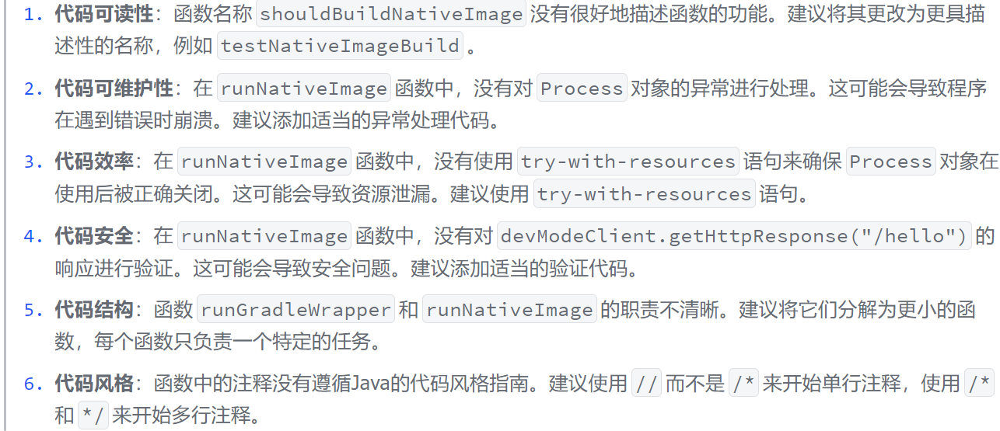 1. 代码可读性：函数名称 shouldBuildNativeImage 没有很好地描述函数的功能。建议将其更改为更具描
述性的名称，例如 testNativeImageBuild 。
2. 代码可维护性：在 runNativeImage 函数中，没有对 Process 对象的异常进行处理。这可能会导致程序
在遇到错误时崩溃。建议添加适当的异常处理代码。
3. 代码效率：在 runNativeImage 函数中，没有使用 try-with-resources 语句来确保 Process 对象在
使用后被正确关闭。这可能会导致资源泄漏。建议使用 try-with-resources 语句。
4. 代码安全：在 runNativeImage 函数中，没有对 devModeClient.getHttpResponse("/hello") 的
响应进行验证。这可能会导致安全问题。建议添加适当的验证代码。
5. 代码结构：函数 runGradleWrapper 和 runNativeImage 的职责不清晰。建议将它们分解为更小的函
数，每个函数只负责一个特定的任务。
6. 代码风格：函数中的注释没有遵循Java的代码风格指南。建议使用 // 而不是 /* 来开始单行注释，使用 /*
和 */ 来开始多行注释。